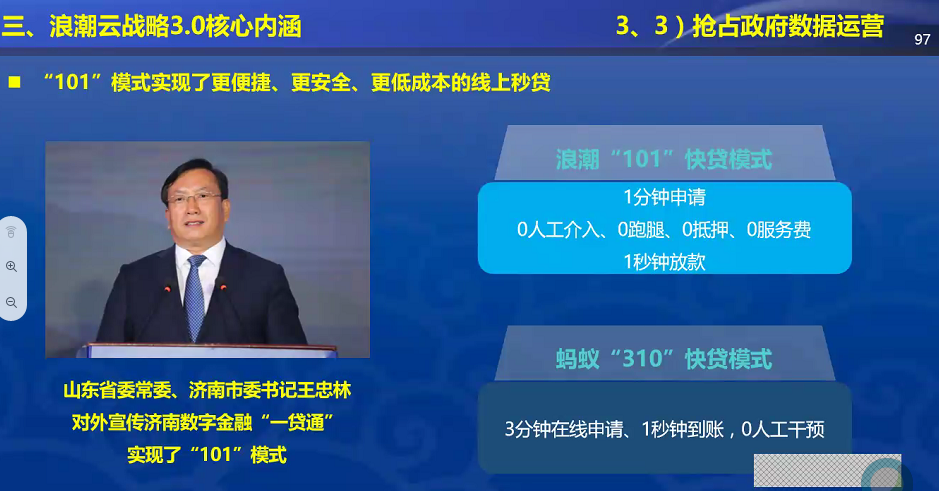 三、浪潮云战略3.0核心内涵
3、3）抢占政府数据运营
97
“101”模式实现了更便捷、更安全、更低成本的线上秒贷
浪潮“101”快贷模式
1分钟申请
0人工介入、0跑腿、0抵押、0服务费
1秒钟放款
山东省委常委、济南市委书记王忠林
对外宣传济南数字金融“一贷通”
实现了“101”模式
蚂蚁“310”快贷模式
3分钟在线申请、1秒钟到账，0人工干预